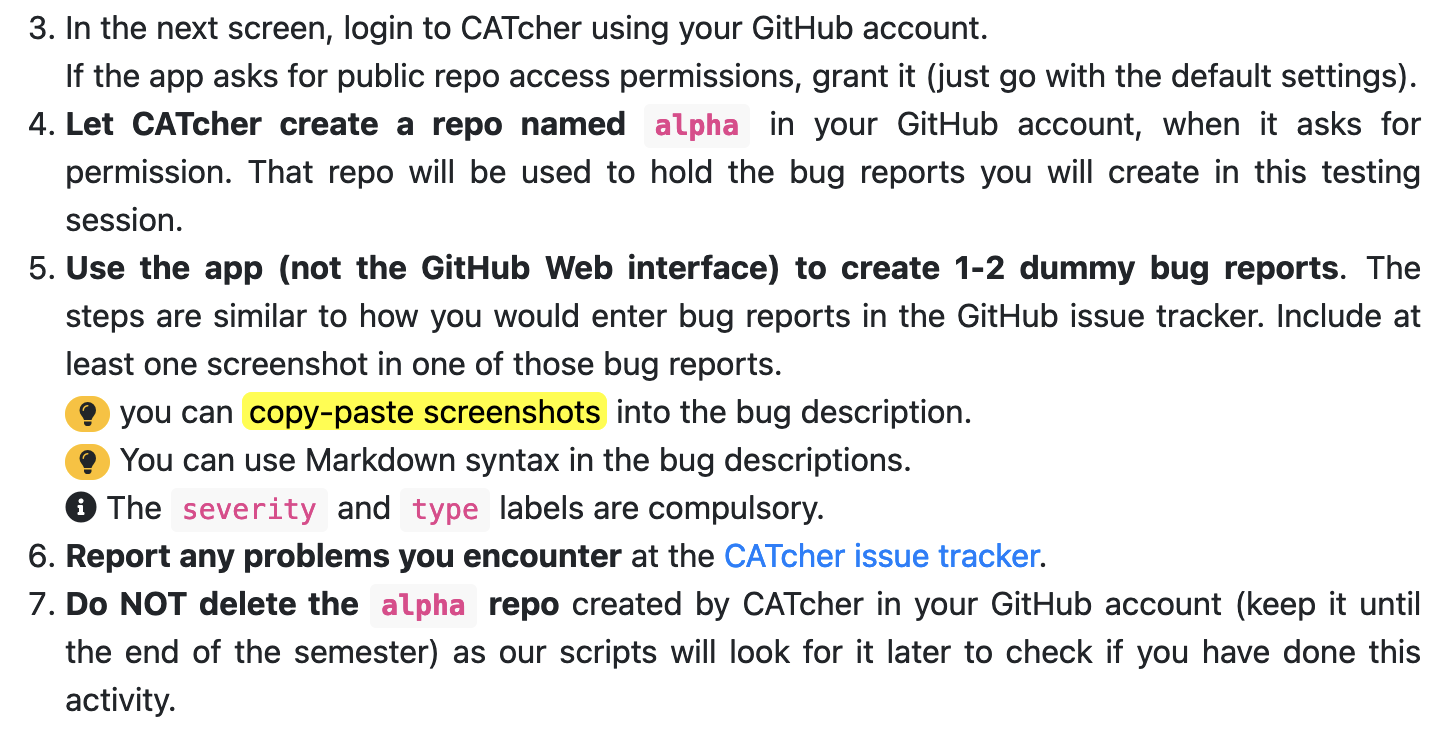 3. In the next screen, login to CATcher using your GitHub account.
If the app asks for public repo access permissions, grant it (just go with the default settings).
4. Let CATcher create a repo named alpha in your GitHub account, when it asks for
permission. That repo will be used to hold the bug reports you will create in this testing
session.
5. Use the app (not the GitHub Web interface) to create 1-2 dummy bug reports. The
steps are similar to how you would enter bug reports in the GitHub issue tracker. Include at
least one screenshot in one of those bug reports.
you can copy-paste screenshots into the bug description.
You can use Markdown syntax in the bug descriptions.
The severity and type labels are compulsory.
6. Report any problems you encounter at the CATcher issue tracker.
7. Do NOT delete the alpha repo created by CATcher in your GitHub account (keep it until
the end of the semester) as our scripts will look for it later to check if you have done this
activity.